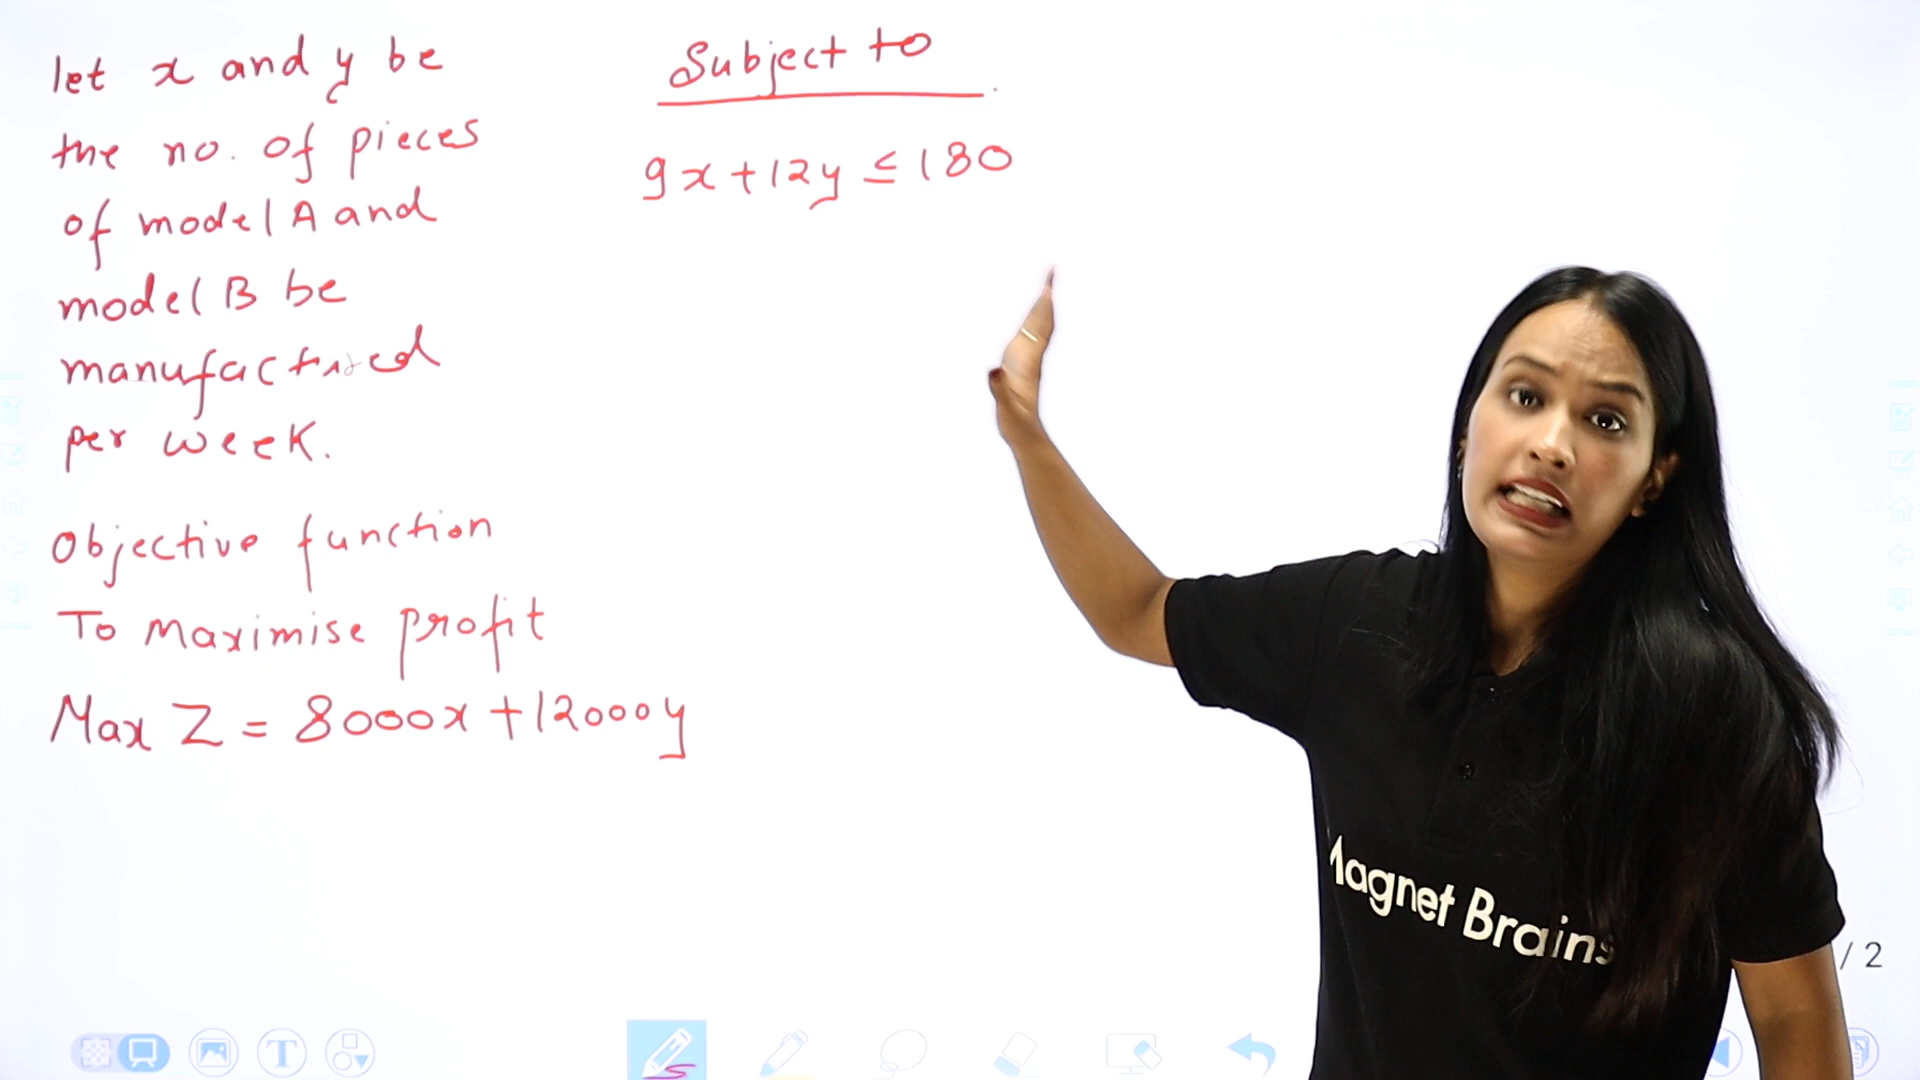 let x and y be
the no. of pieces
of model A and
model B be
manufactured
per week.
Objective function
To Maximise profit
Max Z = 8000x + 12000y
Subject to
9x + 12y ≤ 180
Magnet Brains
/ 2